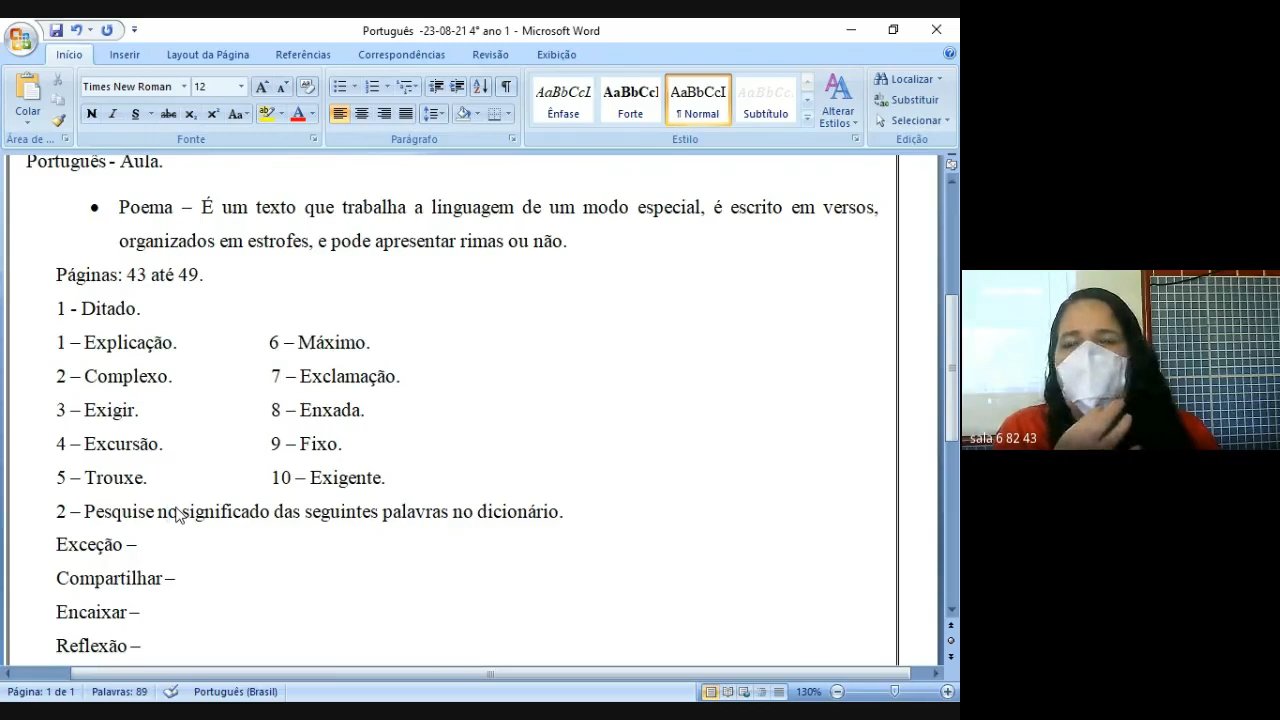 Português -23-08-21 4° ano 1 - Microsoft Word
Início Inserir Layout da Página Referências Correspondências Revisão Exibição
Times New Roman 12
AaBbCcI AaBbCcl AaBbCcI AaBbCcI
Localizar
Substituir
Selecionar
Colar
N I S abc x₂ x² Aa
Ênfase Forte ¶ Normal Subtítulo
Alterar
Estilos
Área de... Fonte Parágrafo Estilo Edição
Português - Aula.
• Poema – É um texto que trabalha a linguagem de um modo especial, é escrito em versos,
organizados em estrofes, e pode apresentar rimas ou não.
Páginas: 43 até 49.
1 - Ditado.
1 – Explicação. 6 – Máximo.
2 – Complexo. 7 – Exclamação.
3 – Exigir. 8 – Enxada.
4 – Excursão. 9 – Fixo.
5 – Trouxe. 10 – Exigente.
2 – Pesquise no significado das seguintes palavras no dicionário.
Exceção –
Compartilhar –
Encaixar –
Reflexão –
Página: 1 de 1 Palavras: 89 Português (Brasil) 130%
sala 6 82 43